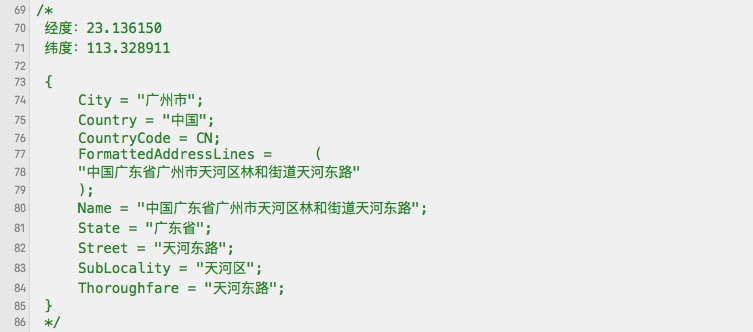 69 /*
70 经度：23.136150
71 纬度：113.328911
72
73 {
74 City = "广州市";
75 Country = "中国";
76 CountryCode = CN;
77 FormattedAddressLines =     (
78 "中国广东省广州市天河区林和街道天河东路"
79 );
80 Name = "中国广东省广州市天河区林和街道天河东路";
81 State = "广东省";
82 Street = "天河东路";
83 SubLocality = "天河区";
84 Thoroughfare = "天河东路";
85 }
86 */